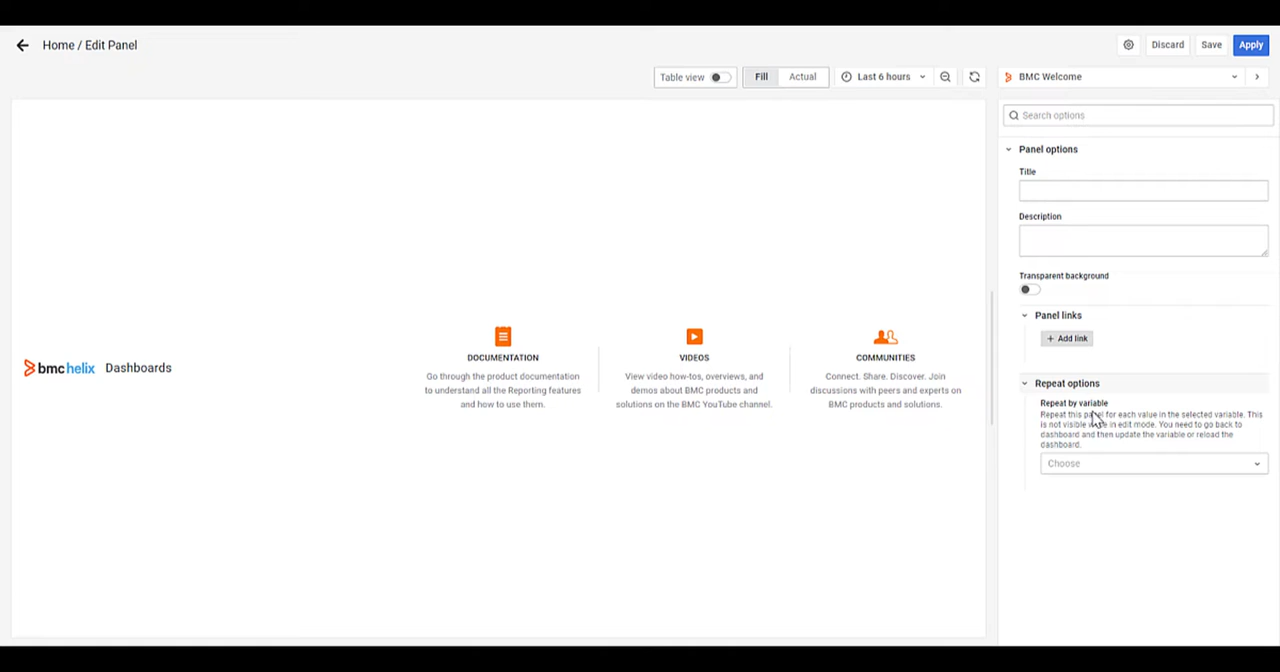 Home / Edit Panel
Discard
Save
Apply
Table view
Fill
Actual
Last 6 hours
BMC Welcome
Search options
Panel options
Title
Description
Transparent background
Panel links
+ Add link
Repeat options
Repeat by variable
Repeat this panel for each value in the selected variable. This
is not visible while in edit mode. You need to go back to
dashboard and then update the variable or reload the
dashboard.
Choose
bmc helix Dashboards
DOCUMENTATION
Go through the product documentation
to understand all the Reporting features
and how to use them.
VIDEOS
View video how-tos, overviews, and
demos about BMC products and
solutions on the BMC YouTube channel.
COMMUNITIES
Connect. Share. Discover. Join
discussions with peers and experts on
BMC products and solutions.